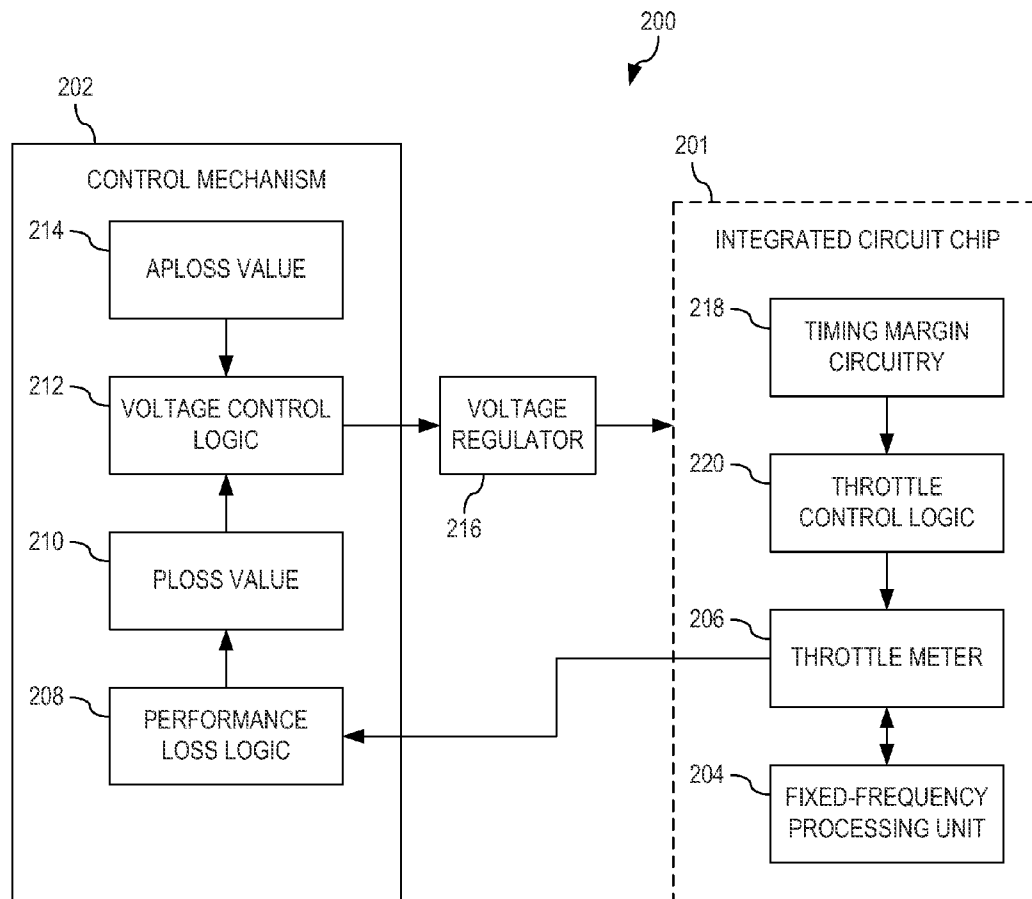 200
202
CONTROL MECHANISM
214
APLOSS VALUE
212
VOLTAGE CONTROL
LOGIC
210
PLOSS VALUE
208
PERFORMANCE
LOSS LOGIC
VOLTAGE
REGULATOR
216
201
INTEGRATED CIRCUIT CHIP
218
TIMING MARGIN
CIRCUITRY
220
THROTTLE
CONTROL LOGIC
206
THROTTLE METER
204
FIXED-FREQUENCY
PROCESSING UNIT